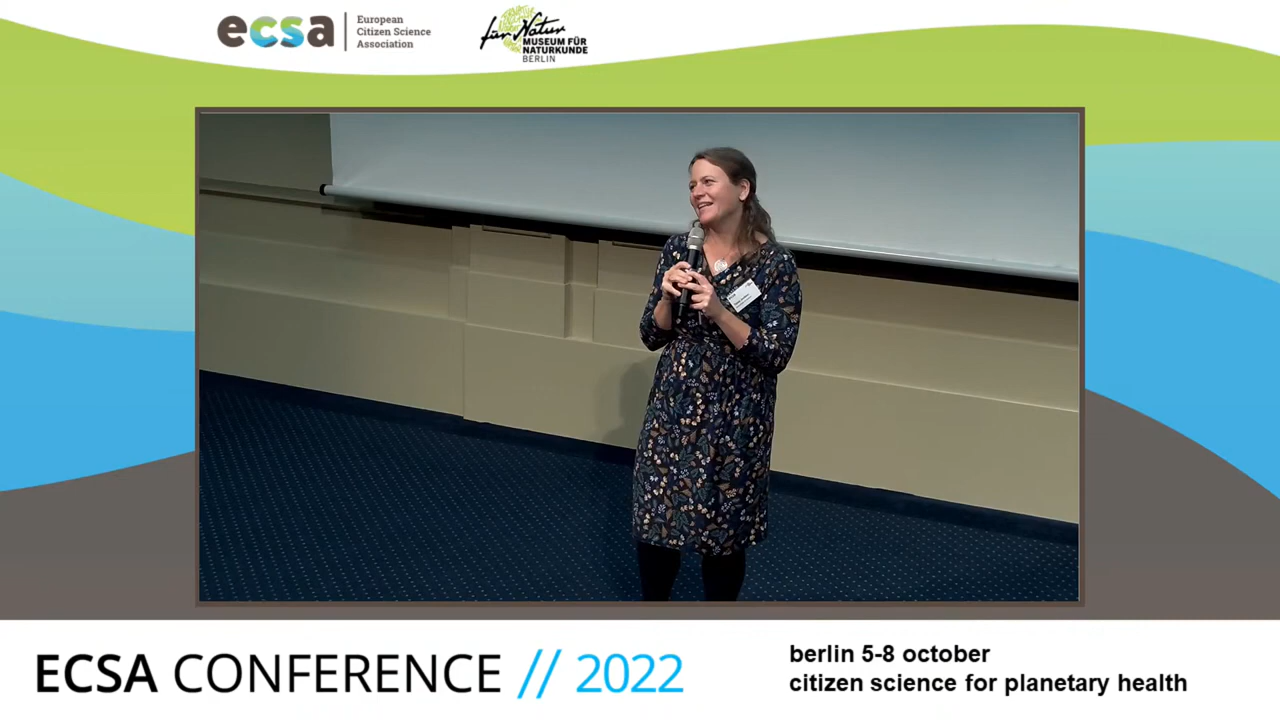 ecsa
European
Citizen Science
Association
für Natur
MUSEUM FÜR
NATURKUNDE
BERLIN
ECSA CONFERENCE // 2022
berlin 5-8 october
citizen science for planetary health